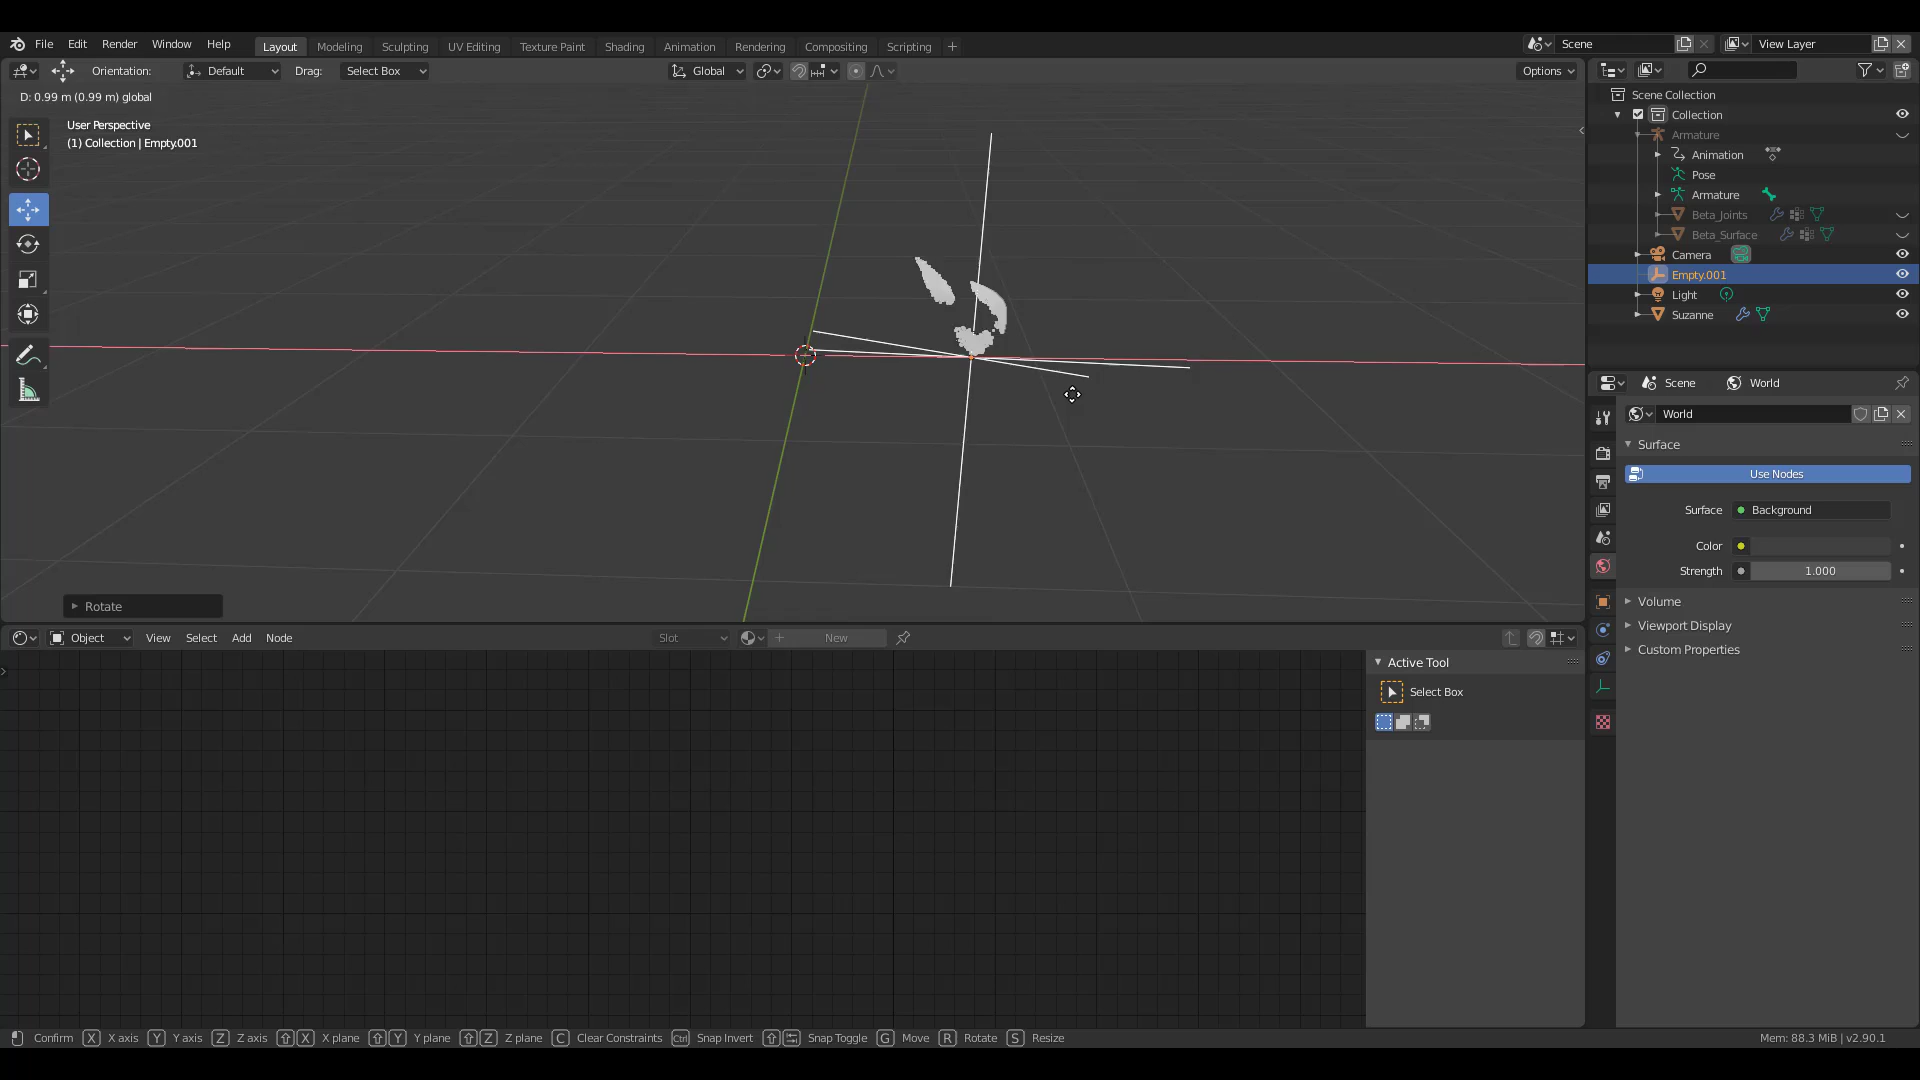 File Edit Render Window Help Layout Modeling Sculpting UV Editing Texture Paint Shading Animation Rendering Compositing Scripting + Scene View Layer
Orientation: Default Drag: Select Box Global Options
D: 0.99 m (0.99 m) global
User Perspective
(1) Collection | Empty.001
Scene Collection
Collection
Armature
Animation
Pose
Armature
Beta_Joints
Beta_Surface
Camera
Empty.001
Light
Suzanne
Scene World
World
Surface
Use Nodes
Surface Background
Color
Strength 1.000
Volume
Viewport Display
Custom Properties
Rotate
Object View Select Add Node Slot New
Active Tool
Select Box
Confirm X X axis Y Y axis Z Z axis X X plane Y Y plane Z Z plane C Clear Constraints Ctrl Snap Invert Snap Toggle G Move R Rotate S Resize Mem: 88.3 MiB | v2.90.1